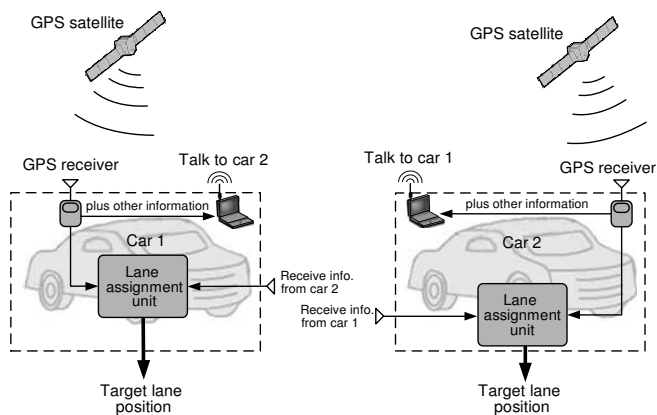 GPS satellite
GPS satellite
GPS receiver
Talk to car 2
plus other information
Car 1
Lane
assignment
unit
Receive info.
from car 2
Target lane
position
Talk to car 1
GPS receiver
plus other information
Car 2
Receive info.
from car 1
Lane
assignment
unit
Target lane
position